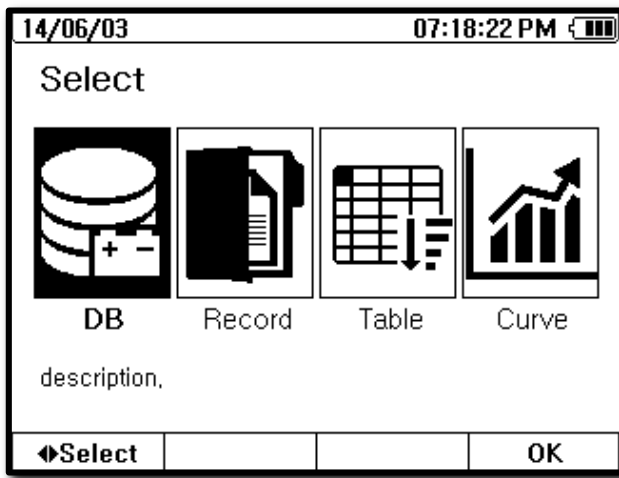 14/06/03 07:18:22 PM
Select
DB Record Table Curve
description,
Select OK